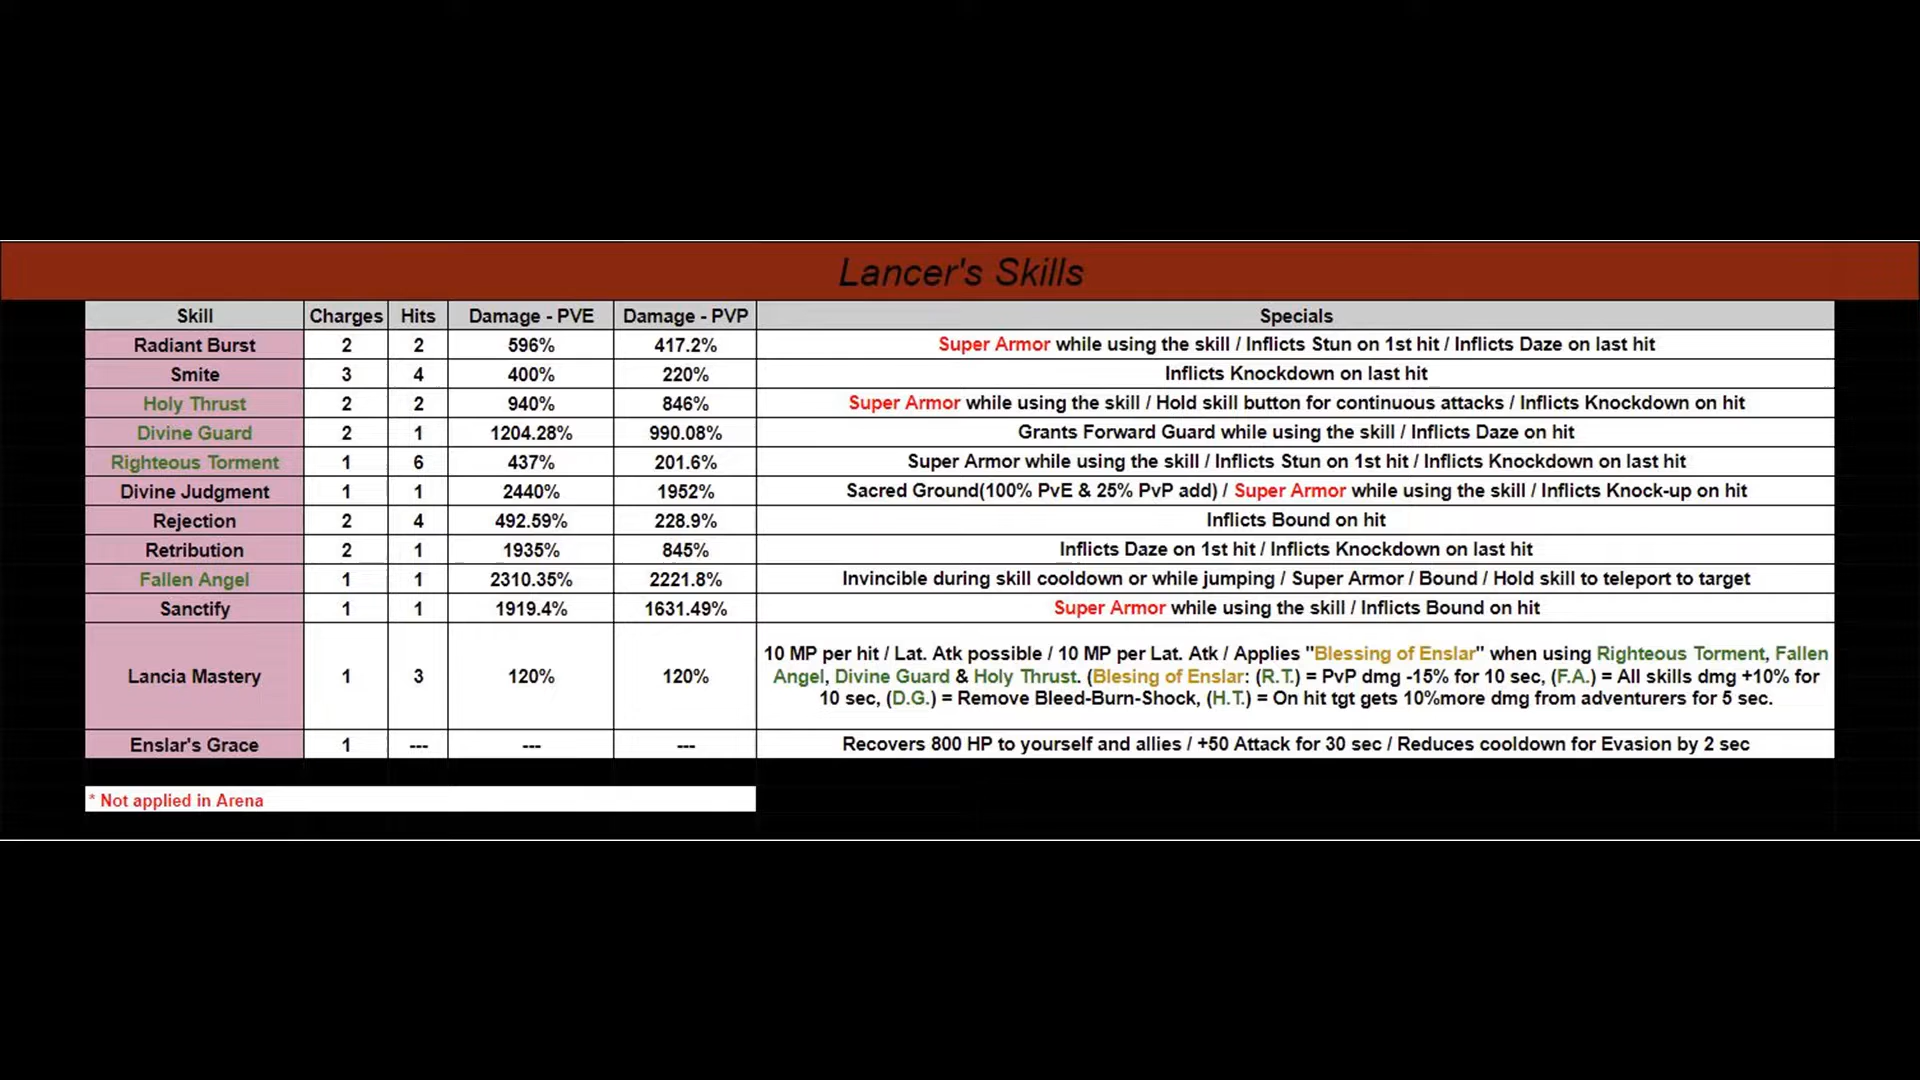 Lancer's Skills
Skill Charges Hits Damage - PVE Damage - PVP Specials
Radiant Burst 2 2 596% 417.2% Super Armor while using the skill / Inflicts Stun on 1st hit / Inflicts Daze on last hit
Smite 3 4 400% 220% Inflicts Knockdown on last hit
Holy Thrust 2 2 940% 846% Super Armor while using the skill / Hold skill button for continuous attacks / Inflicts Knockdown on hit
Divine Guard 2 1 1204.28% 990.08% Grants Forward Guard while using the skill / Inflicts Daze on hit
Righteous Torment 1 6 437% 201.6% Super Armor while using the skill / Inflicts Stun on 1st hit / Inflicts Knockdown on last hit
Divine Judgment 1 1 2440% 1952% Sacred Ground(100% PvE & 25% PvP add) / Super Armor while using the skill / Inflicts Knock-up on hit
Rejection 2 4 492.59% 228.9% Inflicts Bound on hit
Retribution 2 1 1935% 845% Inflicts Daze on 1st hit / Inflicts Knockdown on last hit
Fallen Angel 1 1 2310.35% 2221.8% Invincible during skill cooldown or while jumping / Super Armor / Bound / Hold skill to teleport to target
Sanctify 1 1 1919.4% 1631.49% Super Armor while using the skill / Inflicts Bound on hit
10 MP per hit / Lat. Atk possible / 10 MP per Lat. Atk / Applies "Blessing of Enslar" when using Righteous Torment, Fallen
Lancia Mastery 1 3 120% 120% Angel, Divine Guard & Holy Thrust. (Blesing of Enslar: (R.T.) = PvP dmg -15% for 10 sec, (F.A.) = All skills dmg +10% for
10 sec, (D.G.) = Remove Bleed-Burn-Shock, (H.T.) = On hit tgt gets 10%more dmg from adventurers for 5 sec.
Enslar's Grace 1 --- --- --- Recovers 800 HP to yourself and allies / +50 Attack for 30 sec / Reduces cooldown for Evasion by 2 sec
* Not applied in Arena